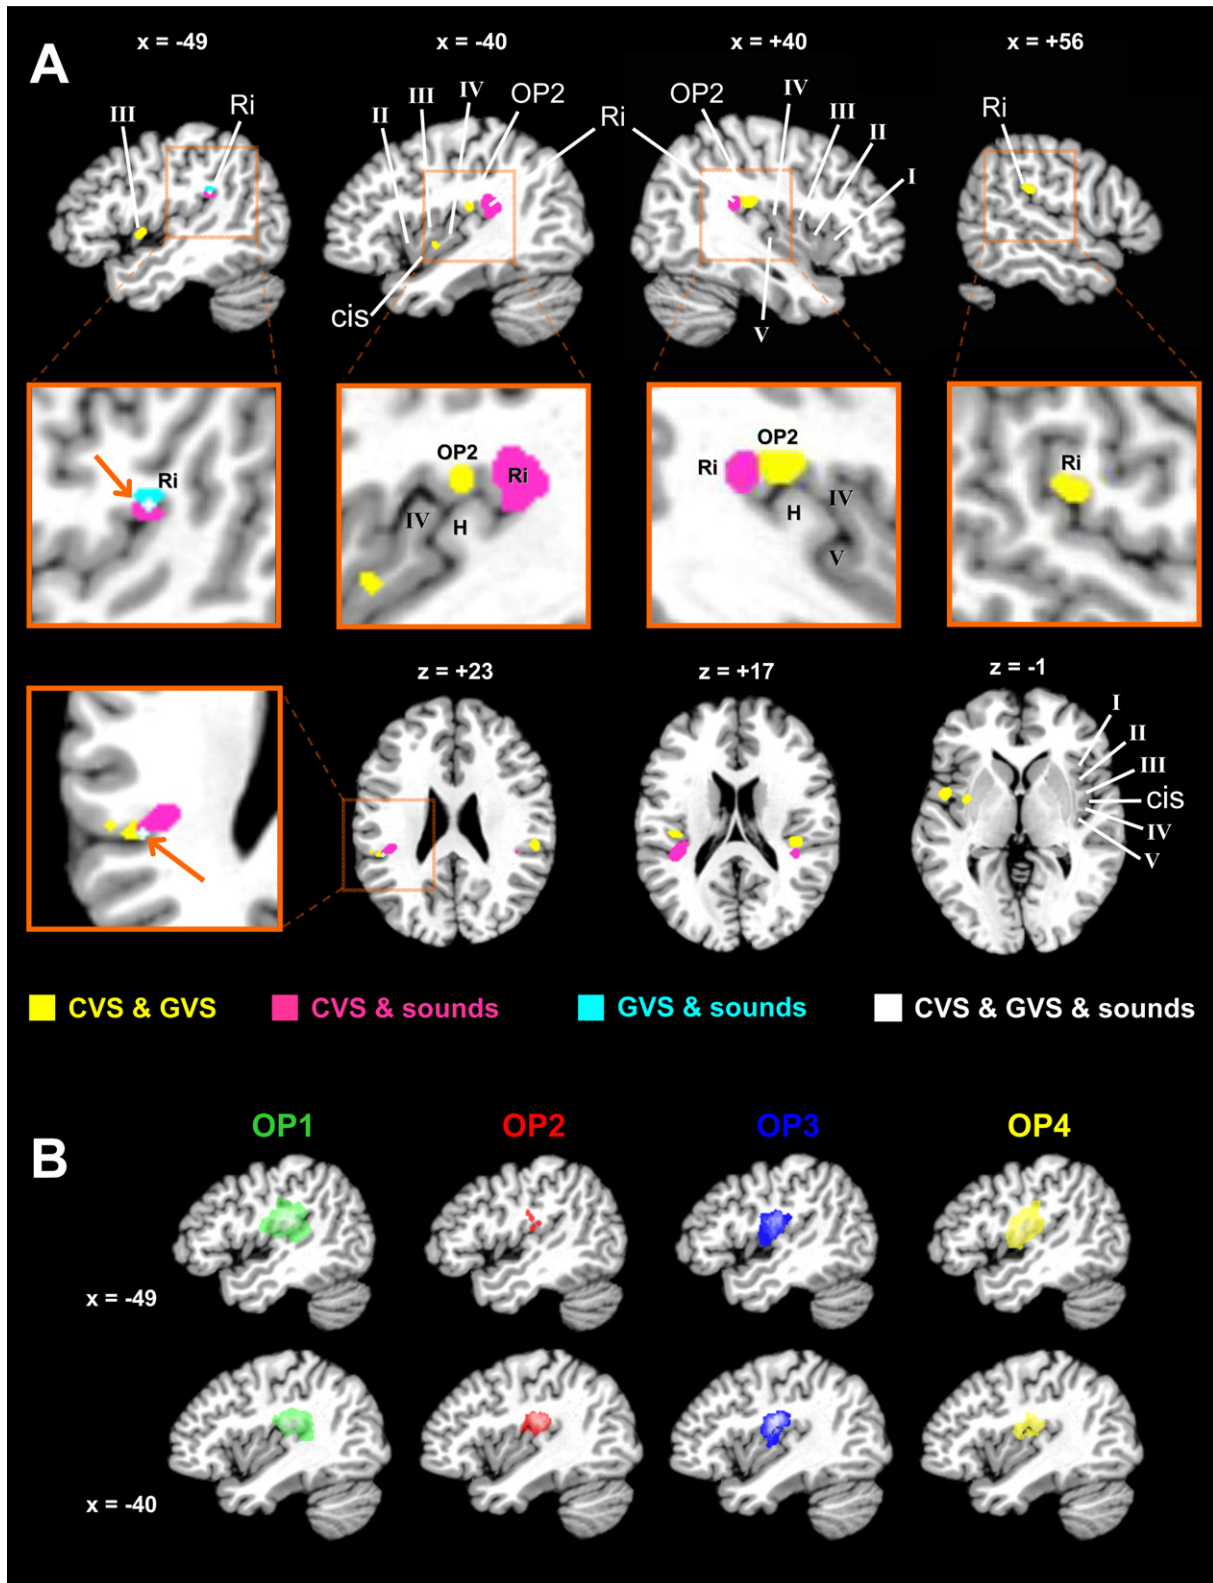 A
x = -49
x = -40
x = +40
x = +56
III
Ri
II
III
IV
OP2
Ri
OP2
IV
III
II
I
Ri
cis
V
Ri
OP2
Ri
IV
H
Ri
OP2
IV
H
V
Ri
z = +23
z = +17
z = -1
I
II
III
cis
IV
V
CVS & GVS
CVS & sounds
GVS & sounds
CVS & GVS & sounds
B
OP1
OP2
OP3
OP4
x = -49
x = -40